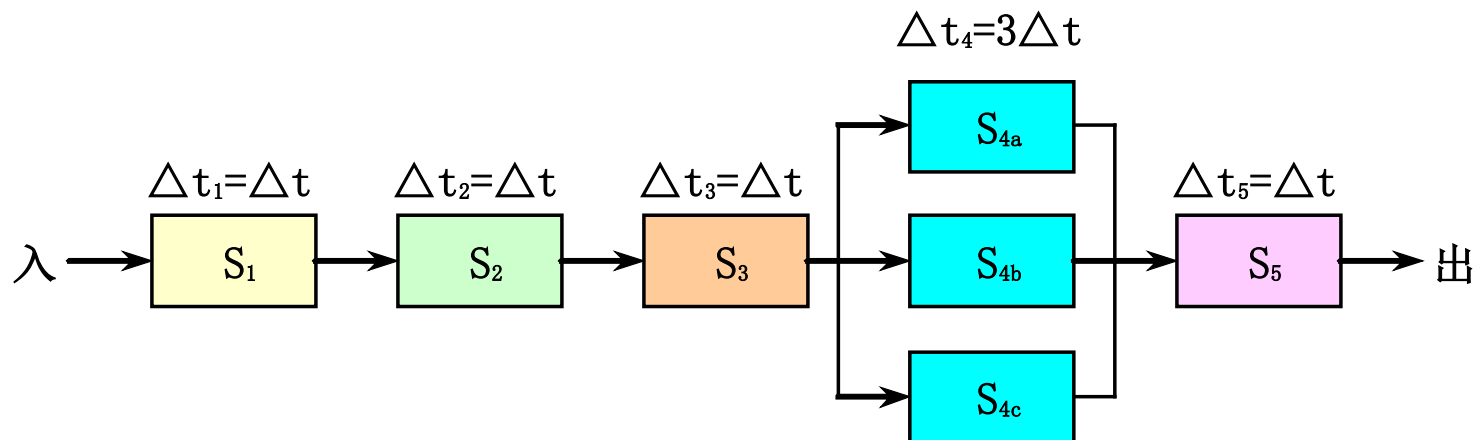 △t₄=3△t
S₄ₐ
△t₁=△t △t₂=△t △t₃=△t △t₅=△t
入 S₁ S₂ S₃ S₄b S₅ 出
S₄c